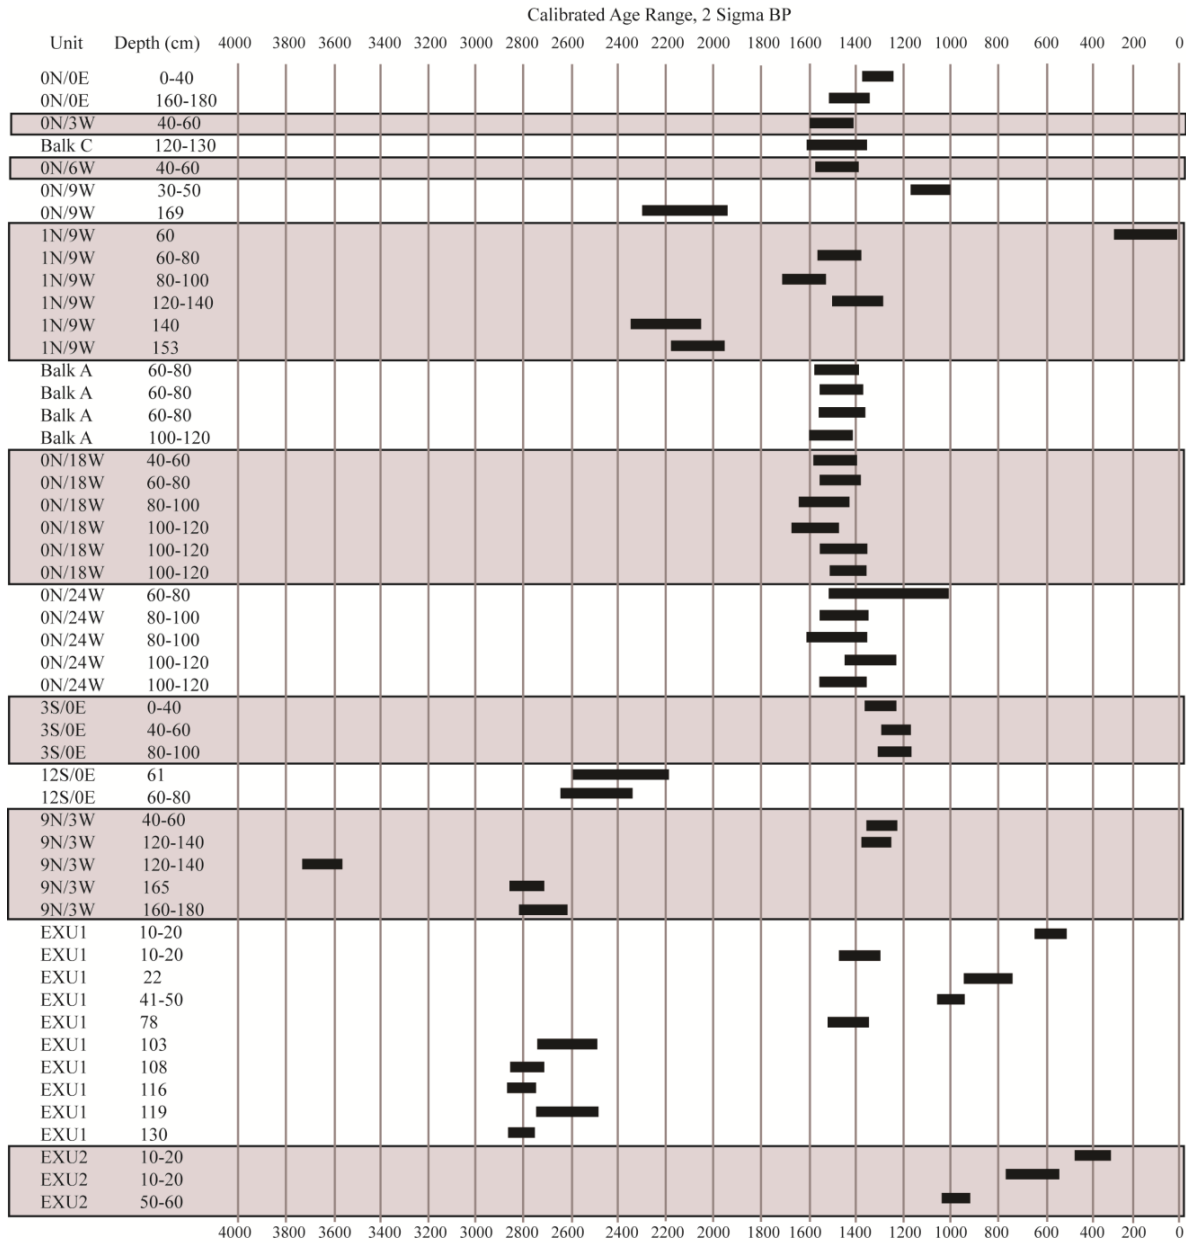 Calibrated Age Range, 2 Sigma BP
Unit Depth (cm) 4000 3800 3600 3400 3200 3000 2800 2600 2400 2200 2000 1800 1600 1400 1200 1000 800 600 400 200 0
0N/0E 0-40
0N/0E 160-180
0N/3W 40-60
Balk C 120-130
0N/6W 40-60
0N/9W 30-50
0N/9W 169
1N/9W 60
1N/9W 60-80
1N/9W 80-100
1N/9W 120-140
1N/9W 140
1N/9W 153
Balk A 60-80
Balk A 60-80
Balk A 60-80
Balk A 100-120
0N/18W 40-60
0N/18W 60-80
0N/18W 80-100
0N/18W 100-120
0N/18W 100-120
0N/18W 100-120
0N/24W 60-80
0N/24W 80-100
0N/24W 80-100
0N/24W 100-120
0N/24W 100-120
3S/0E 0-40
3S/0E 40-60
3S/0E 80-100
12S/0E 61
12S/0E 60-80
9N/3W 40-60
9N/3W 120-140
9N/3W 120-140
9N/3W 165
9N/3W 160-180
EXU1 10-20
EXU1 10-20
EXU1 22
EXU1 41-50
EXU1 78
EXU1 103
EXU1 108
EXU1 116
EXU1 119
EXU1 130
EXU2 10-20
EXU2 10-20
EXU2 50-60
4000 3800 3600 3400 3200 3000 2800 2600 2400 2200 2000 1800 1600 1400 1200 1000 800 600 400 200 0